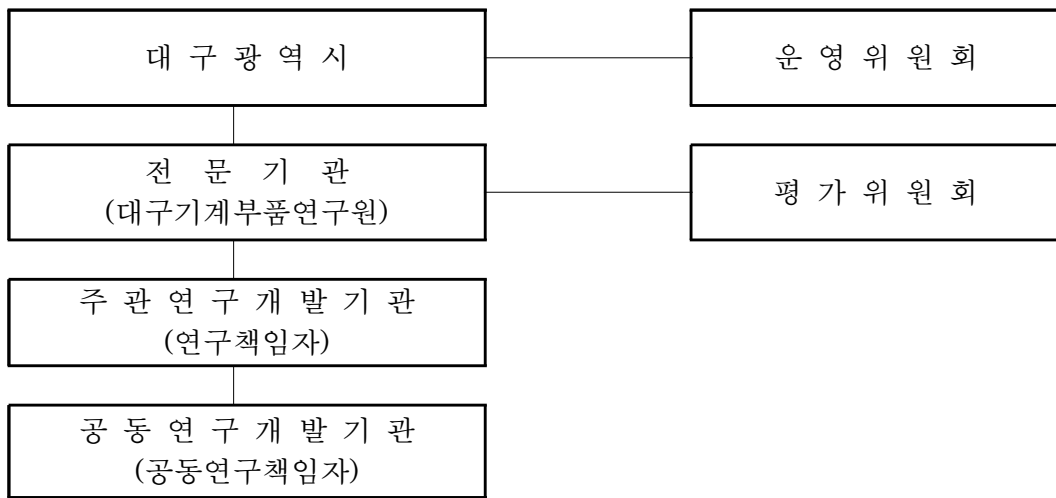 대 구 광 역 시
운 영 위 원 회
전 문 기 관
(대구기계부품연구원)
평 가 위 원 회
주 관 연 구 개 발 기 관
(연구책임자)
공 동 연 구 개 발 기 관
(공동연구책임자)